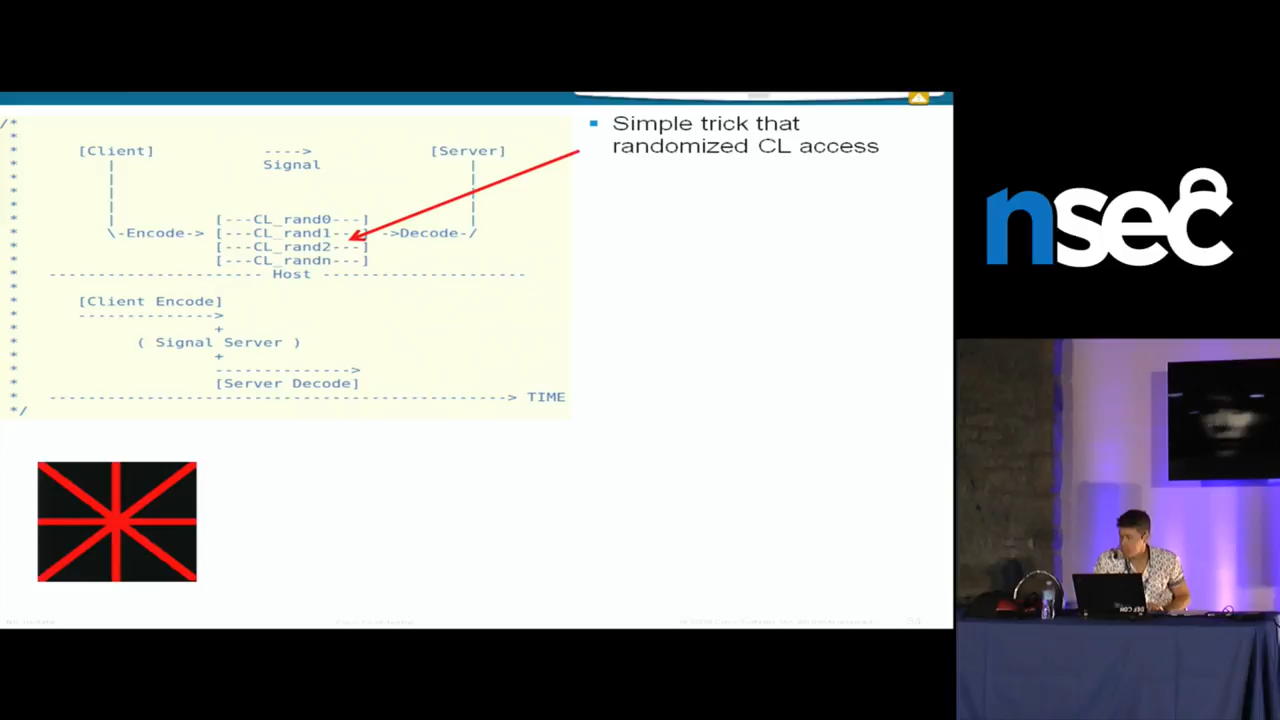 /*
*
* [Client] ----> [Server]
* | Signal |
* | |
* | |
* | |
* | [---CL_rand0---] |
* \-Encode-> [---CL_rand1---] ->Decode-/
* [---CL_rand2---]
* [---CL_randn---]
* ---------------------- Host ---------------------
*
* [Client Encode]
* -------------->
* +
* ( Signal Server )
* +
* -------------->
* [Server Decode]
* -----------------------------------------------> TIME
*/
▪ Simple trick that
randomized CL access
nsec
DEFCON